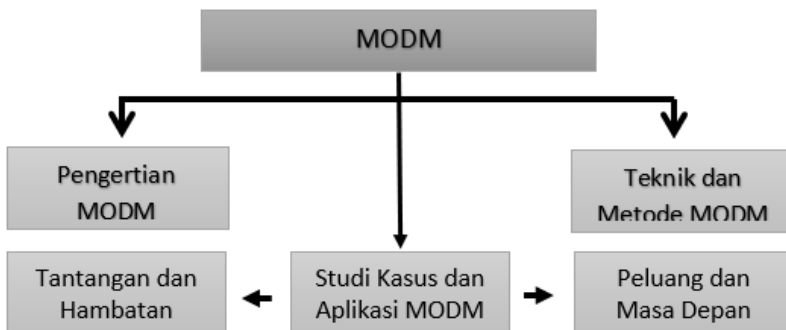 MODM
Pengertian
MODM
Teknik dan
Metode MODM
Tantangan dan
Hambatan
Studi Kasus dan
Aplikasi MODM
Peluang dan
Masa Depan